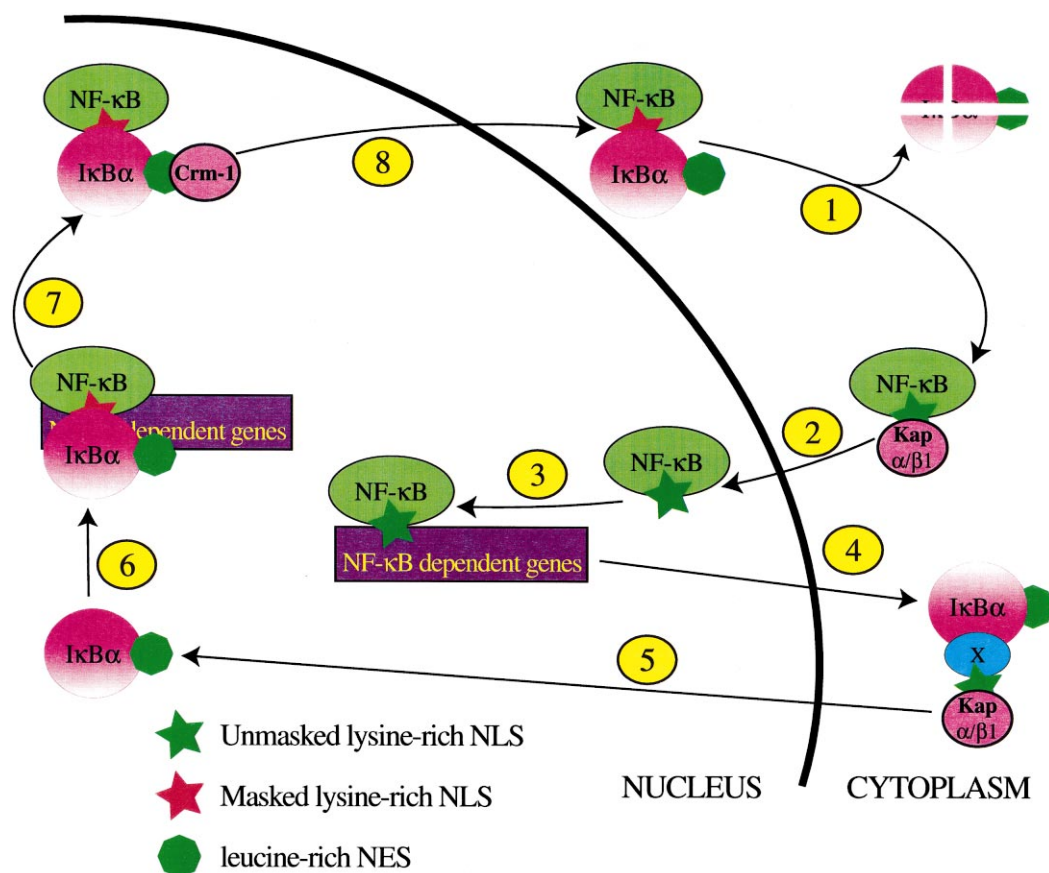 NF-κB
IκBα
Crm-1
8
NF-κB
IκBα
1
IκBα
7
NF-κB
IκBα
dependent genes
NF-κB
Kap
α/β1
2
NF-κB
3
NF-κB
NF-κB dependent genes
4
6
IκBα
5
IκBα
X
Kap
α/β1
Unmasked lysine-rich NLS
Masked lysine-rich NLS
leucine-rich NES
NUCLEUS
CYTOPLASM